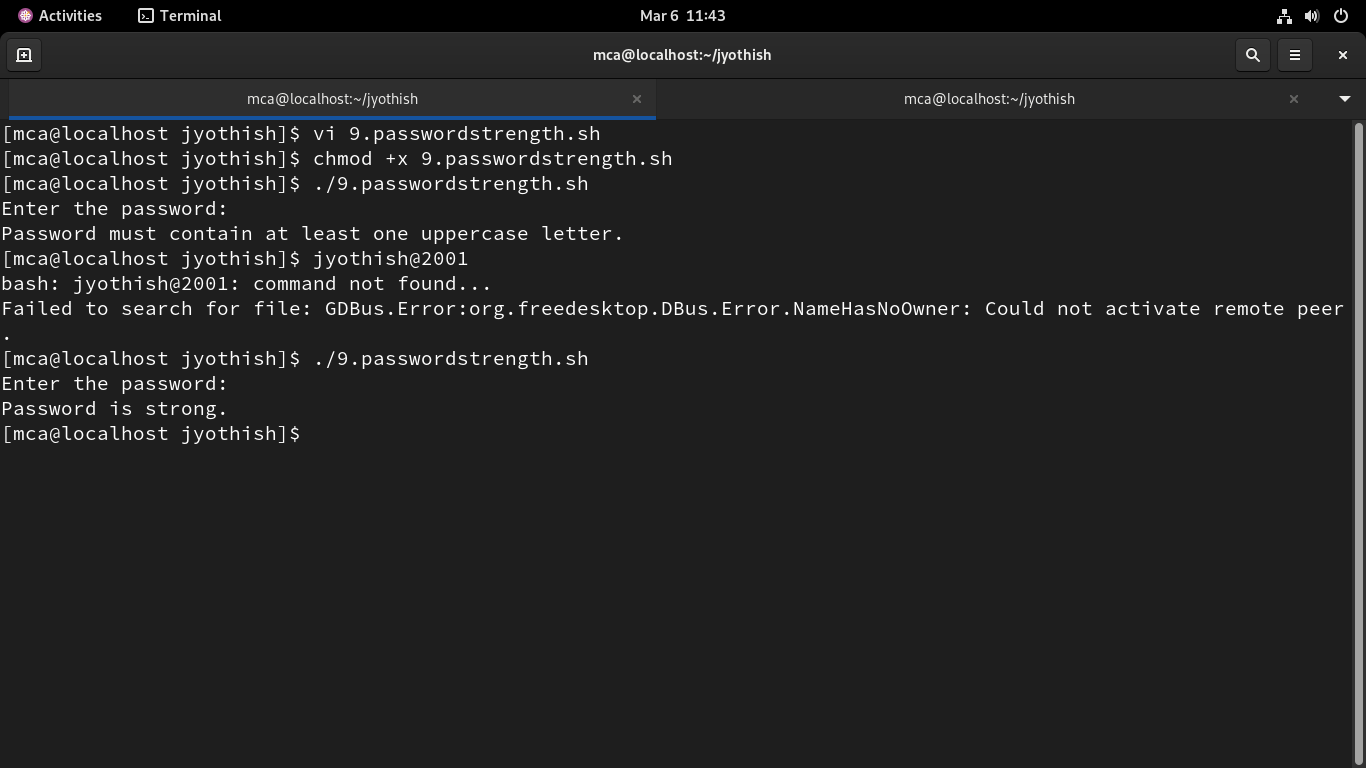 Activities
Terminal
Mar 6 11:43
mca@localhost:~/jyothish
mca@localhost:~/jyothish
mca@localhost:~/jyothish
[mca@localhost jyothish]$ vi 9.passwordstrength.sh
[mca@localhost jyothish]$ chmod +x 9.passwordstrength.sh
[mca@localhost jyothish]$ ./9.passwordstrength.sh
Enter the password:
Password must contain at least one uppercase letter.
[mca@localhost jyothish]$ jyothish@2001
bash: jyothish@2001: command not found...
Failed to search for file: GDBus.Error:org.freedesktop.DBus.Error.NameHasNoOwner: Could not activate remote peer
.
[mca@localhost jyothish]$ ./9.passwordstrength.sh
Enter the password:
Password is strong.
[mca@localhost jyothish]$